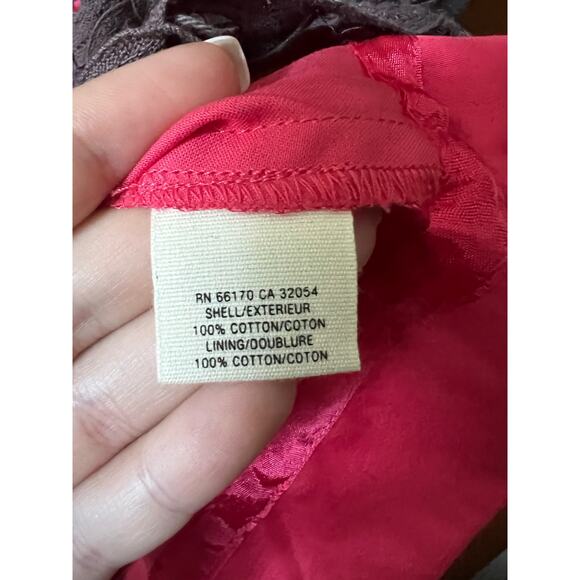 RN 66170 CA 32054
SHELL/EXTERIEUR
100% COTTON/COTON
LINING/DOUBLURE
100% COTTON/COTON